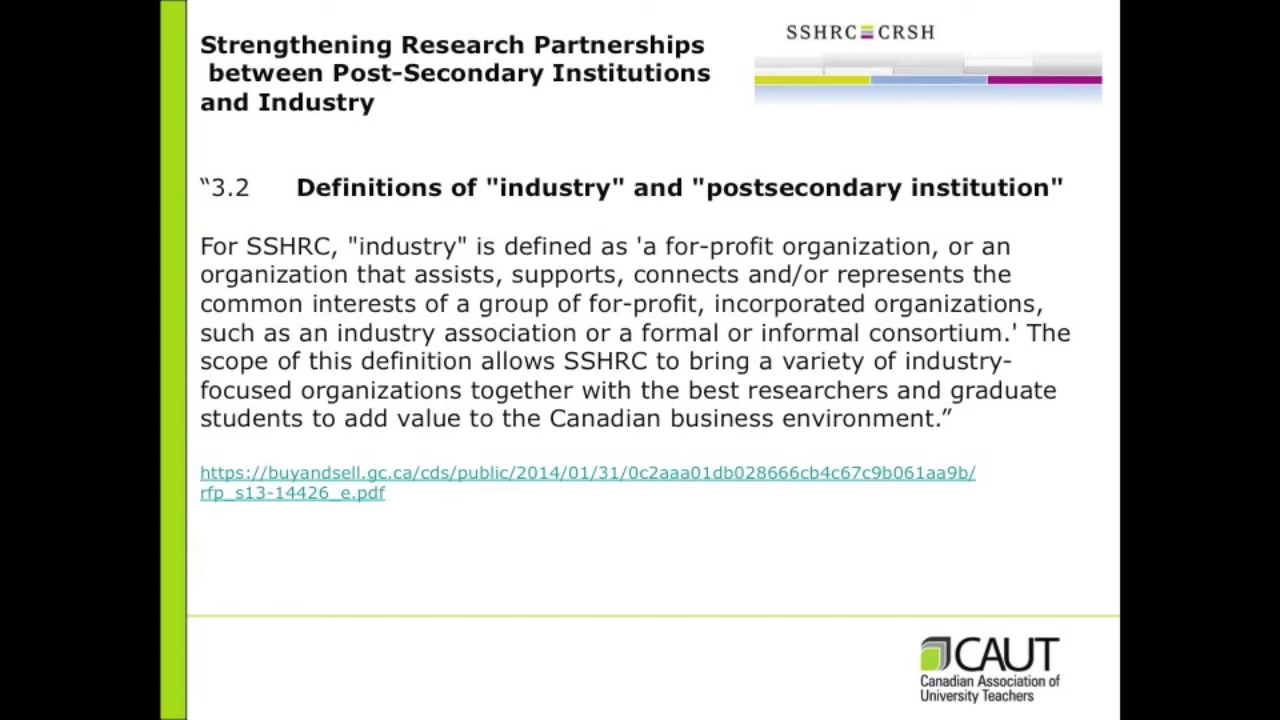 Strengthening Research Partnerships
between Post-Secondary Institutions
and Industry
SSHRC CRSH
“3.2 Definitions of "industry" and "postsecondary institution"
For SSHRC, "industry" is defined as 'a for-profit organization, or an
organization that assists, supports, connects and/or represents the
common interests of a group of for-profit, incorporated organizations,
such as an industry association or a formal or informal consortium.' The
scope of this definition allows SSHRC to bring a variety of industry-
focused organizations together with the best researchers and graduate
students to add value to the Canadian business environment.”
https://buyandsell.gc.ca/cds/public/2014/01/31/0c2aaa01db028666cb4c67c9b061aa9b/
rfp_s13-14426_e.pdf
CAUT
Canadian Association of
University Teachers